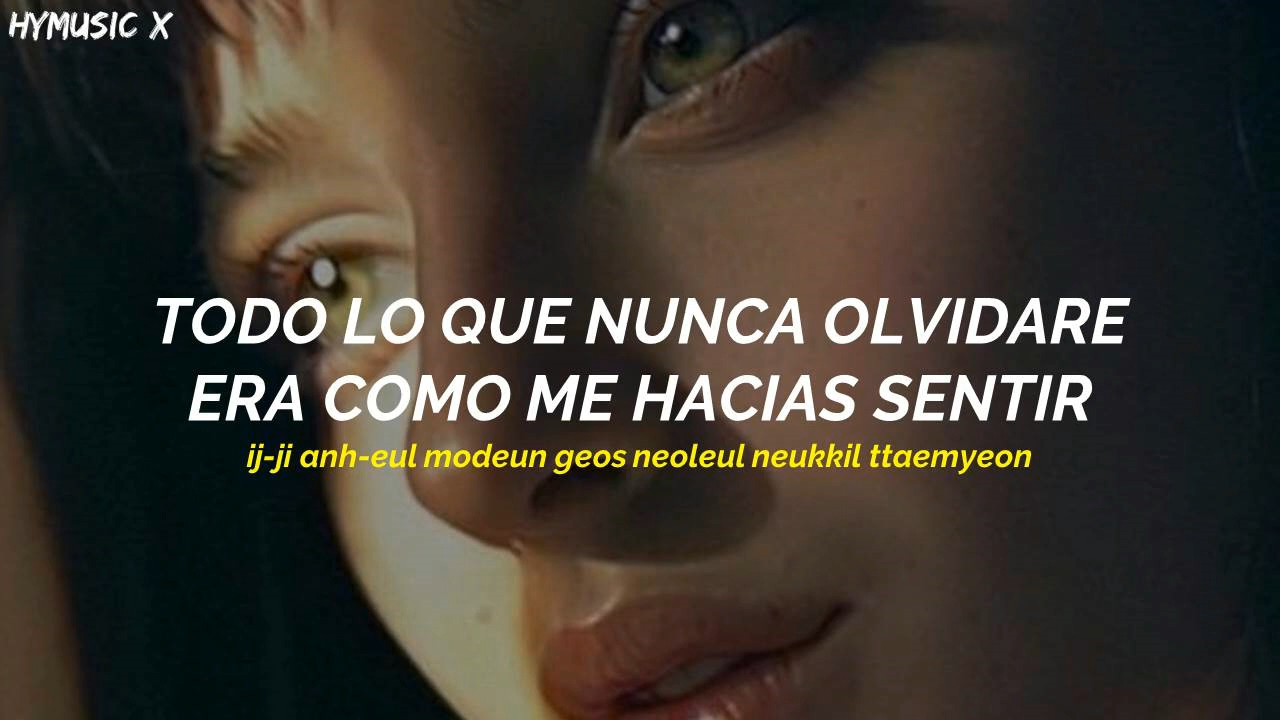 HYMUSIC X
TODO LO QUE NUNCA OLVIDARE
ERA COMO ME HACIAS SENTIR
ij-ji anh-eul modeun geos neoleul neukkil ttaemyeon